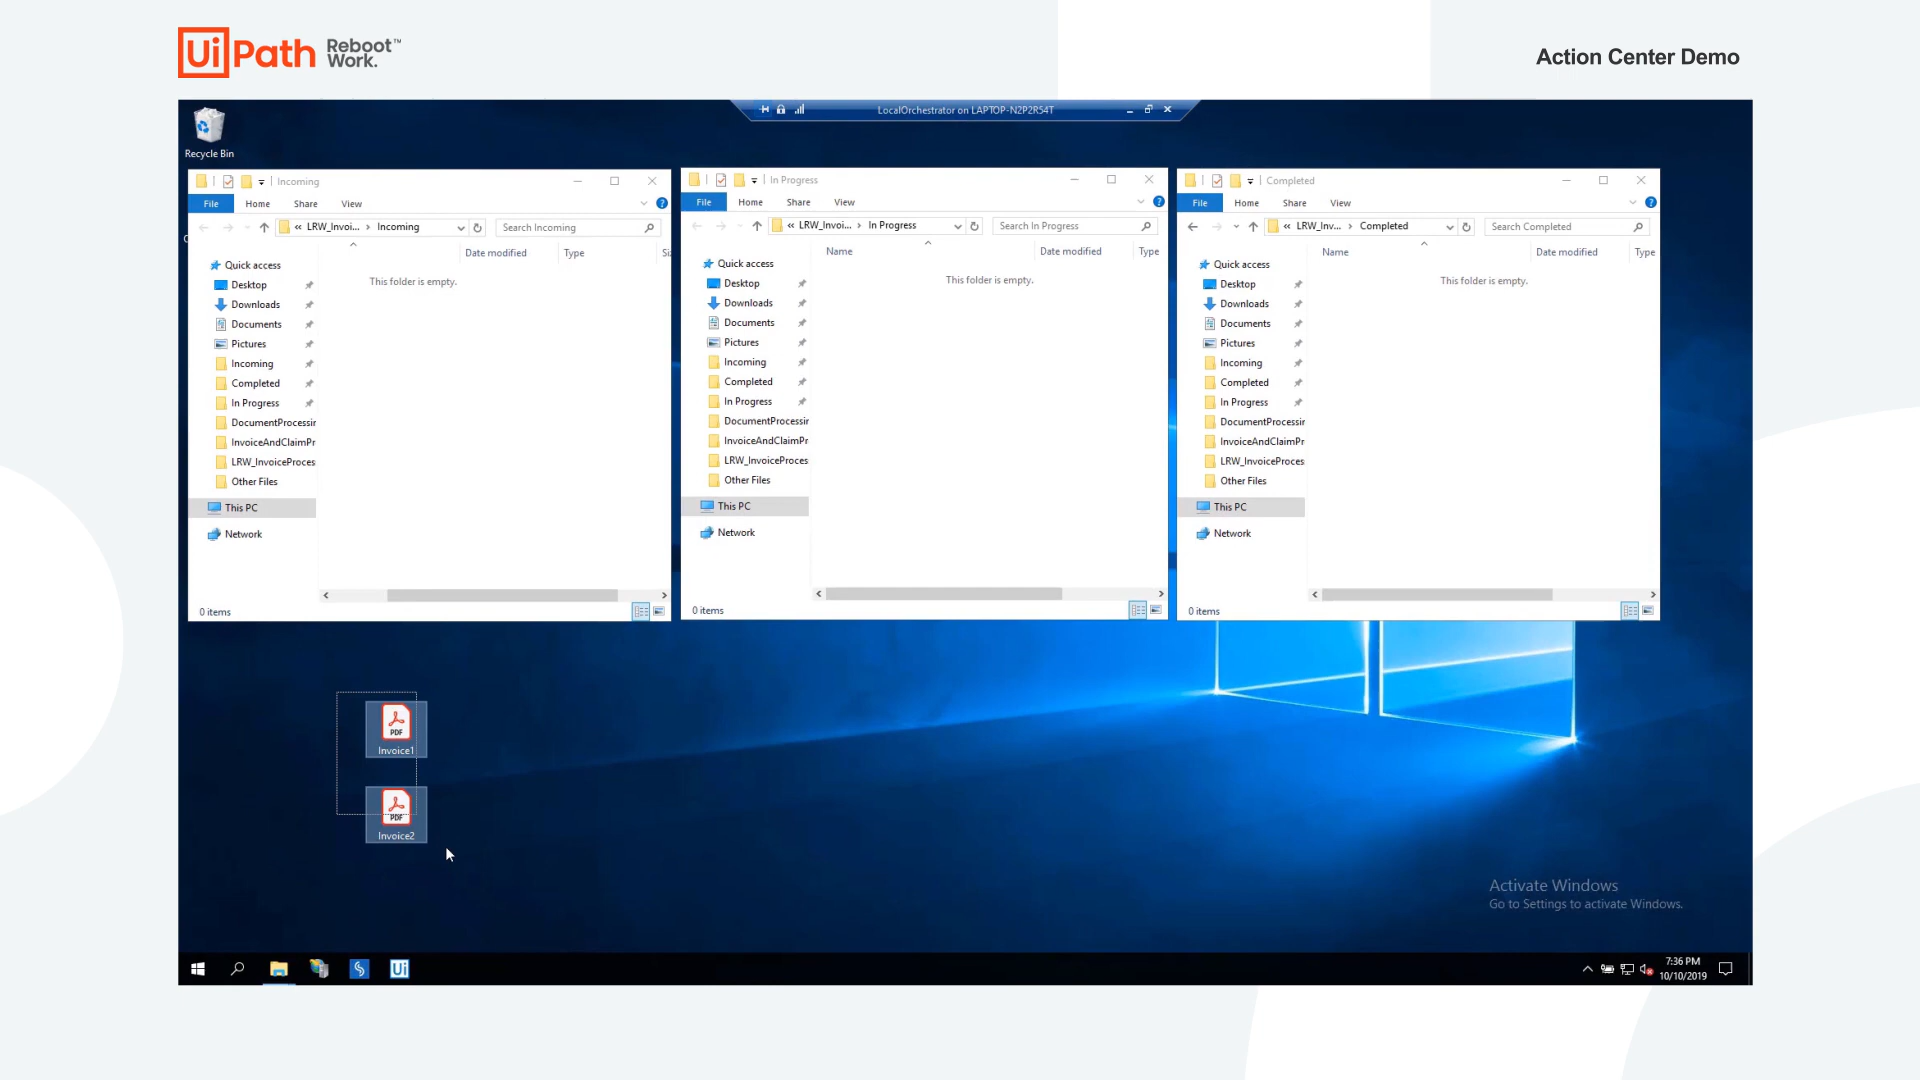 UiPath Reboot Work.™
Action Center Demo
LocalOrchestrator on LAPTOP-N2P2R54T
Recycle Bin
Incoming
File Home Share View
« LRW_Invoi... › Incoming
Search Incoming
Date modified Type
This folder is empty.
Quick access
Desktop
Downloads
Documents
Pictures
Incoming
Completed
In Progress
DocumentProcessin
InvoiceAndClaimPr
LRW_InvoiceProces
Other Files
This PC
Network
0 items
In Progress
File Home Share View
« LRW_Invoi... › In Progress
Search In Progress
Name Date modified Type
This folder is empty.
Quick access
Desktop
Downloads
Documents
Pictures
Incoming
Completed
In Progress
DocumentProcessin
InvoiceAndClaimPr
LRW_InvoiceProces
Other Files
This PC
Network
0 items
Completed
File Home Share View
« LRW_Inv... › Completed
Search Completed
Name Date modified Type
This folder is empty.
Quick access
Desktop
Downloads
Documents
Pictures
Incoming
Completed
In Progress
DocumentProcessin
InvoiceAndClaimPr
LRW_InvoiceProces
Other Files
This PC
Network
0 items
PDF
Invoice1
PDF
Invoice2
Activate Windows
Go to Settings to activate Windows.
Ui
7:36 PM
10/10/2019